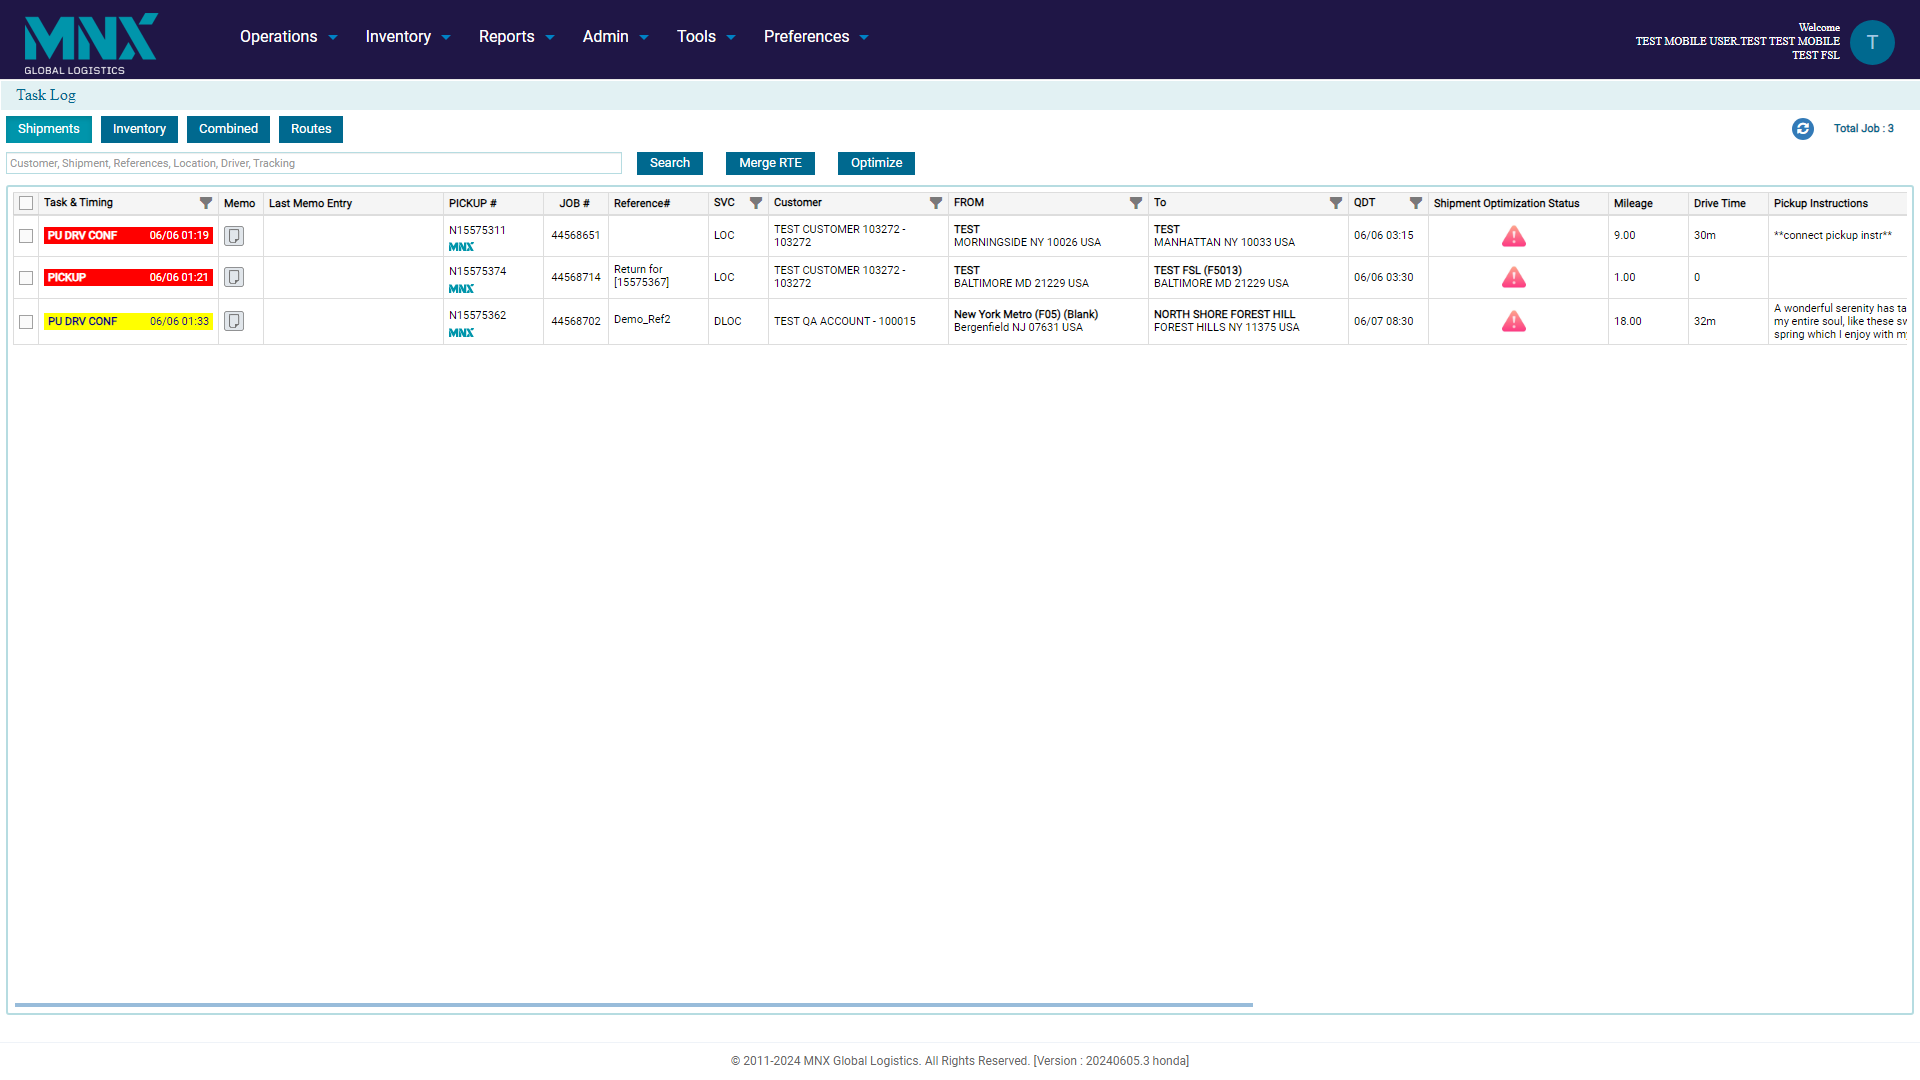 MNX
GLOBAL LOGISTICS
Operations Inventory Reports Admin Tools Preferences
Welcome
TEST MOBILE USER.TEST TEST MOBILE
TEST FSL
T
Task Log
Shipments Inventory Combined Routes
Total Job : 3
Customer, Shipment, References, Location, Driver, Tracking
Search Merge RTE Optimize
Task & Timing Memo Last Memo Entry PICKUP # JOB # Reference# SVC Customer FROM To QDT Shipment Optimization Status Mileage Drive Time Pickup Instructions
PU DRV CONF 06/06 01:19
N15575311
MNX
44568651
LOC
TEST CUSTOMER 103272 -
103272
TEST
MORNINGSIDE NY 10026 USA
TEST
MANHATTAN NY 10033 USA
06/06 03:15
9.00
30m
**connect pickup instr**
PICKUP 06/06 01:21
N15575374
MNX
44568714
Return for
[15575367]
LOC
TEST CUSTOMER 103272 -
103272
TEST
BALTIMORE MD 21229 USA
TEST FSL (F5013)
BALTIMORE MD 21229 USA
06/06 03:30
1.00
0
PU DRV CONF 06/06 01:33
N15575362
MNX
44568702
Demo_Ref2
DLOC
TEST QA ACCOUNT - 100015
New York Metro (F05) (Blank)
Bergenfield NJ 07631 USA
NORTH SHORE FOREST HILL
FOREST HILLS NY 11375 USA
06/07 08:30
18.00
32m
A wonderful serenity has ta
my entire soul, like these sw
spring which I enjoy with
© 2011-2024 MNX Global Logistics. All Rights Reserved. [Version : 20240605.3 honda]